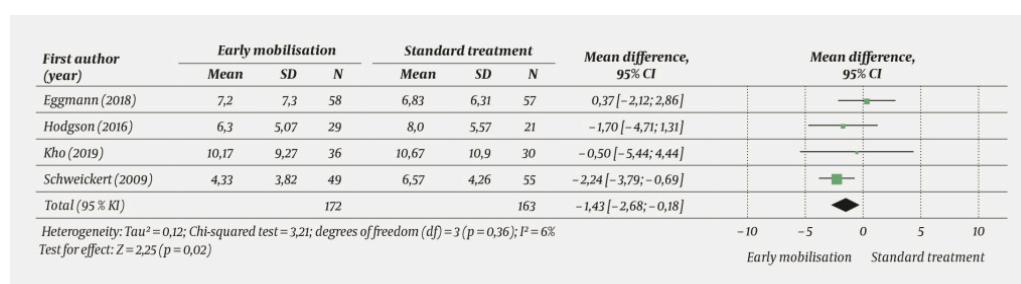 First author (year) Early mobilisation Standard treatment Mean difference, 95% CI Mean difference, 95% CI
Mean SD N Mean SD N
Eggmann (2018) 7,2 7,3 58 6,83 6,31 57 0,37 [−2,12; 2,86]
Hodgson (2016) 6,3 5,07 29 8,0 5,57 21 −1,70 [−4,71; 1,31]
Kho (2019) 10,17 9,27 36 10,67 10,9 30 −0,50 [−5,44; 4,44]
Schweickert (2009) 4,33 3,82 49 6,57 4,26 55 −2,24 [−3,79; −0,69]
Total (95 % KI) 172 163 −1,43 [−2,68; −0,18]
Heterogeneity: Tau² = 0,12; Chi-squared test = 3,21; degrees of freedom (df) = 3 (p = 0,36); I² = 6%
Test for effect: Z = 2,25 (p = 0,02)
−10 −5 0 5 10
Early mobilisation Standard treatment